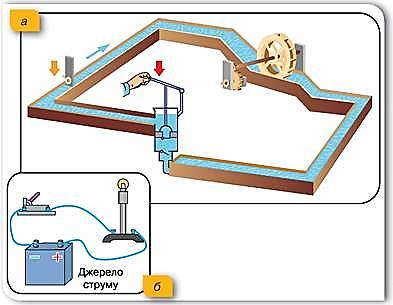 а
Джерело
струму
б